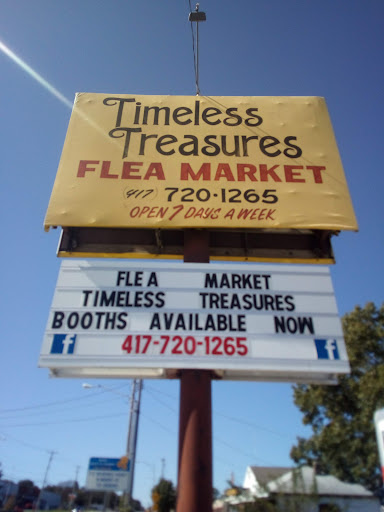 Timeless
Treasures
FLEA MARKET
(417) 720-1265
OPEN 7 DAYS A WEEK
FLEA MARKET
TIMELESS TREASURES
BOOTHS AVAILABLE NOW
f 417-720-1265 f